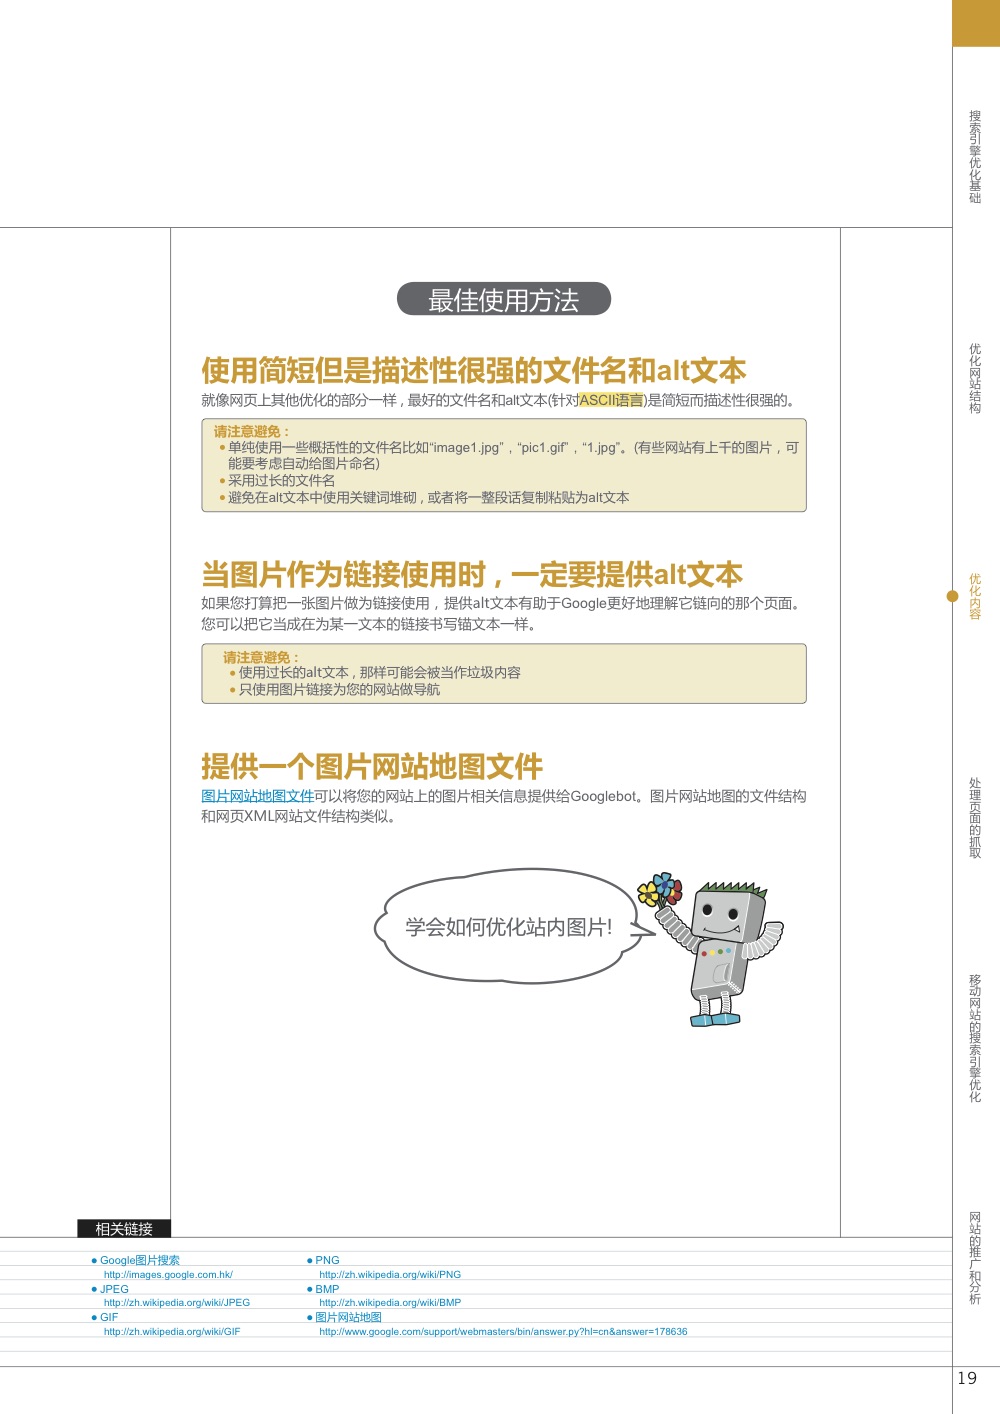 最佳使用方法
使用简短但是描述性很强的文件名和alt文本
就像网页上其他优化的部分一样，最好的文件名和alt文本(针对ASCII语言)是简短而描述性很强的。
请注意避免：
● 单纯使用一些概括性的文件名比如“image1.jpg”，“pic1.gif”，“1.jpg”。(有些网站有上千的图片，可
能要考虑自动给图片命名)
● 采用过长的文件名
● 避免在alt文本中使用关键词堆砌，或者将一整段话复制粘贴为alt文本
当图片作为链接使用时，一定要提供alt文本
如果您打算把一张图片做为链接使用，提供alt文本有助于Google更好地理解它链向的那个页面。
您可以把它当成在为某一文本的链接书写锚文本一样。
请注意避免：
● 使用过长的alt文本，那样可能会被当作垃圾内容
● 只使用图片链接为您的网站做导航
提供一个图片网站地图文件
图片网站地图文件可以将您的网站上的图片相关信息提供给Googlebot。图片网站地图的文件结构
和网页XML网站文件结构类似。
学会如何优化站内图片!
相关链接
● Google图片搜索
http://images.google.com.hk/
● JPEG
http://zh.wikipedia.org/wiki/JPEG
● GIF
http://zh.wikipedia.org/wiki/GIF
● PNG
http://zh.wikipedia.org/wiki/PNG
● BMP
http://zh.wikipedia.org/wiki/BMP
● 图片网站地图
http://www.google.com/support/webmasters/bin/answer.py?hl=cn&answer=178636
搜索引擎优化基础
优化网站结构
优化内容
处理页面的抓取
移动网站的搜索引擎优化
网站的推广和分析
19